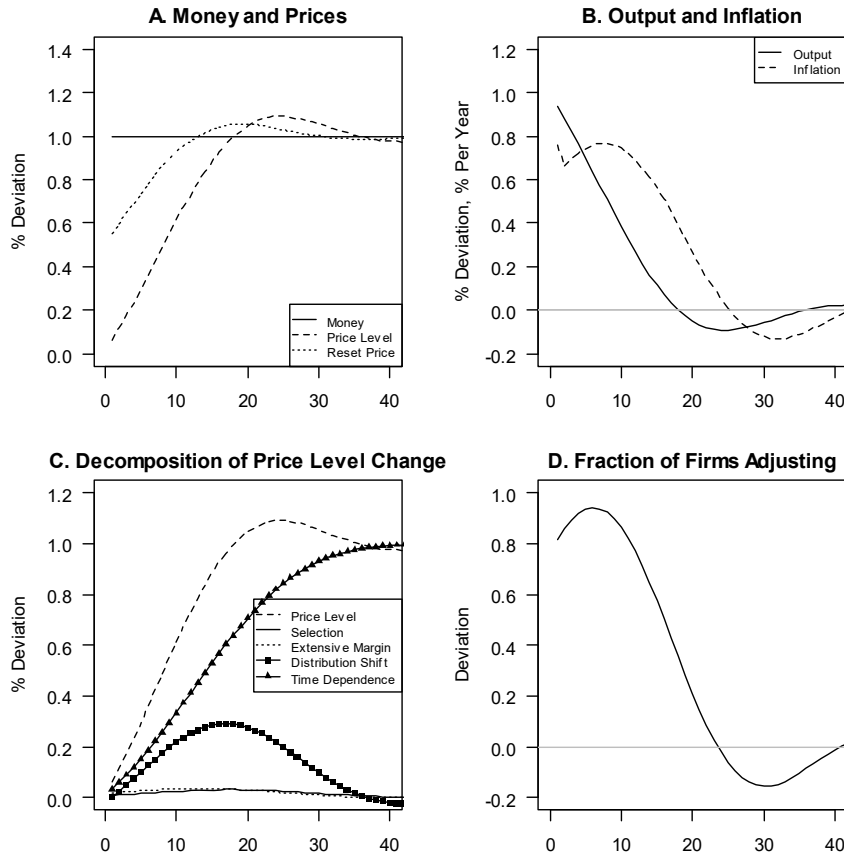 A. Money and Prices
% Deviation
1.4
1.2
1.0
0.8
0.6
0.4
0.2
0.0
Money
Price Level
Reset Price
0 10 20 30 40
B. Output and Inflation
% Deviation, % Per Year
1.2
1.0
0.8
0.6
0.4
0.2
0.0
-0.2
Output
Inflation
0 10 20 30 40
C. Decomposition of Price Level Change
% Deviation
1.2
1.0
0.8
0.6
0.4
0.2
0.0
Price Level
Selection
Extensive Margin
Distribution Shift
Time Dependence
0 10 20 30 40
D. Fraction of Firms Adjusting
Deviation
1.0
0.8
0.6
0.4
0.2
0.0
-0.2
0 10 20 30 40